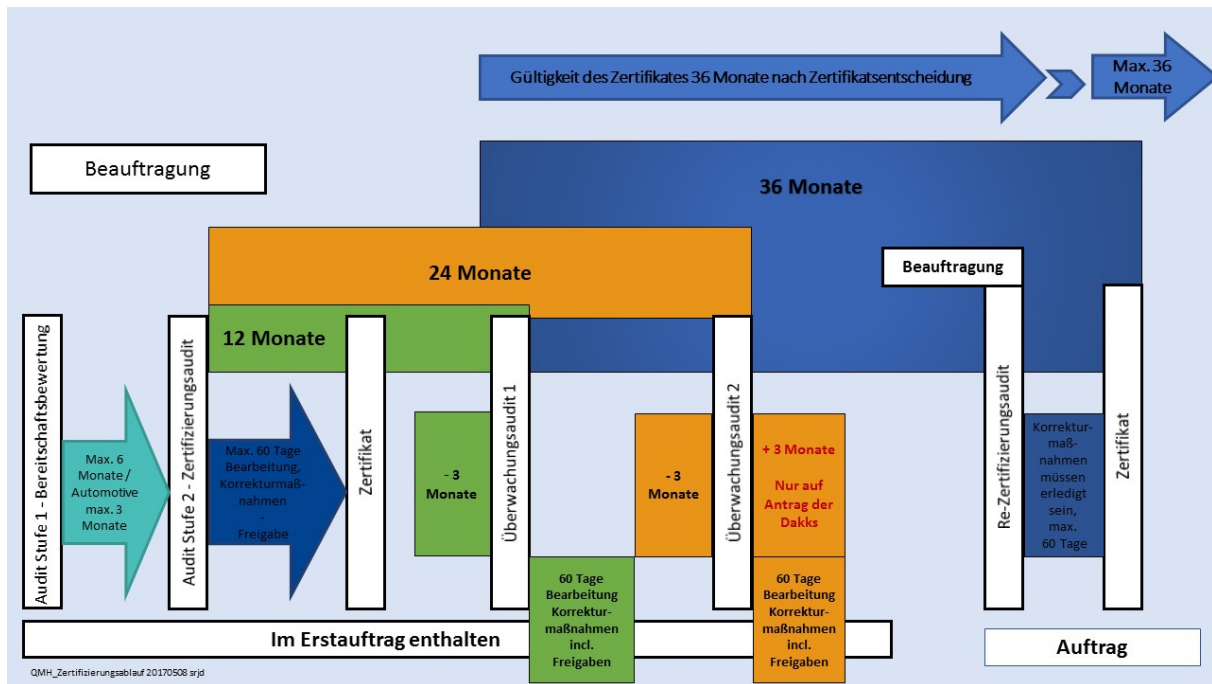 Gültigkeit des Zertifikates 36 Monate nach Zertifikatsentscheidung
Max. 36
Monate
Beauftragung
36 Monate
24 Monate
Beauftragung
12 Monate
Audit Stufe 1 - Bereitschaftsbewertung
Max. 6
Monate /
Automotive
max. 3
Monate
Audit Stufe 2 - Zertifizierungsaudit
Max. 60 Tage
Bearbeitung,
Korrekturmaß-
nahmen
-
Freigabe
Zertifikat
- 3
Monate
Überwachungsaudit 1
60 Tage
Bearbeitung
Korrektur-
maßnahmen
incl.
Freigaben
- 3
Monate
Überwachungsaudit 2
+ 3 Monate
Nur auf
Antrag der
Dakks
60 Tage
Bearbeitung
Korrektur-
maßnahmen
incl.
Freigaben
Re-Zertifizierungsaudit
Korrektur-
maß-
nahmen
müssen
erledigt
sein,
max.
60 Tage
Zertifikat
Im Erstauftrag enthalten
Auftrag
QMH_Zertifizierungsablauf 20170508 srjd